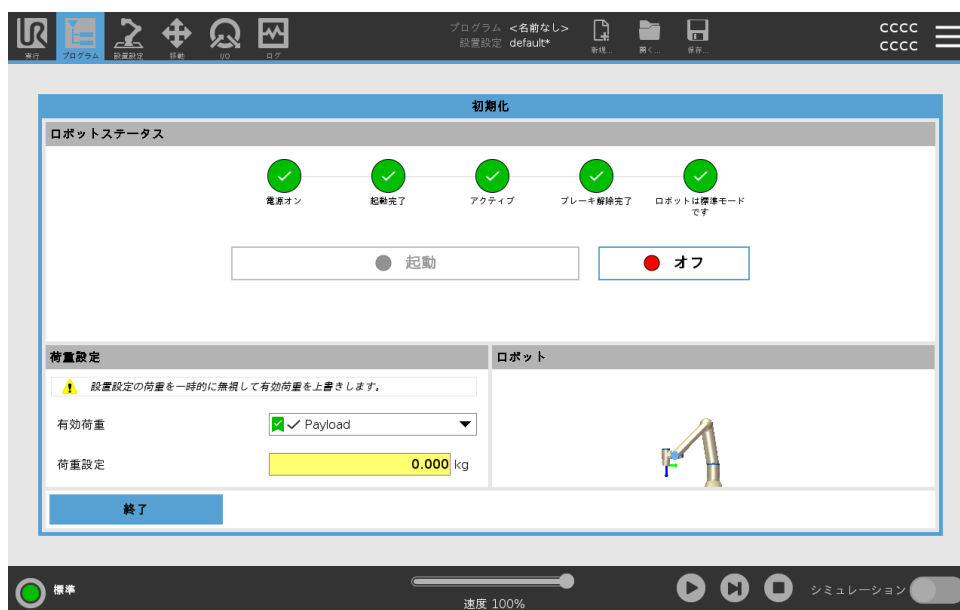 UR
実行
プログラム
設置設定
移動
I/O
ログ
プログラム <名前なし>
設置設定 default*
新規...
開く...
保存...
CCCC
CCCC
初期化
ロボットステータス
電源オン
起動完了
アクティブ
ブレーキ解除完了
ロボットは標準モード
です
起動
オフ
荷重設定
ロボット
設置設定の荷重を一時的に無視して有効荷重を上書きします。
有効荷重
Payload
荷重設定
0.000 kg
終了
標準
速度 100%
シミュレーション